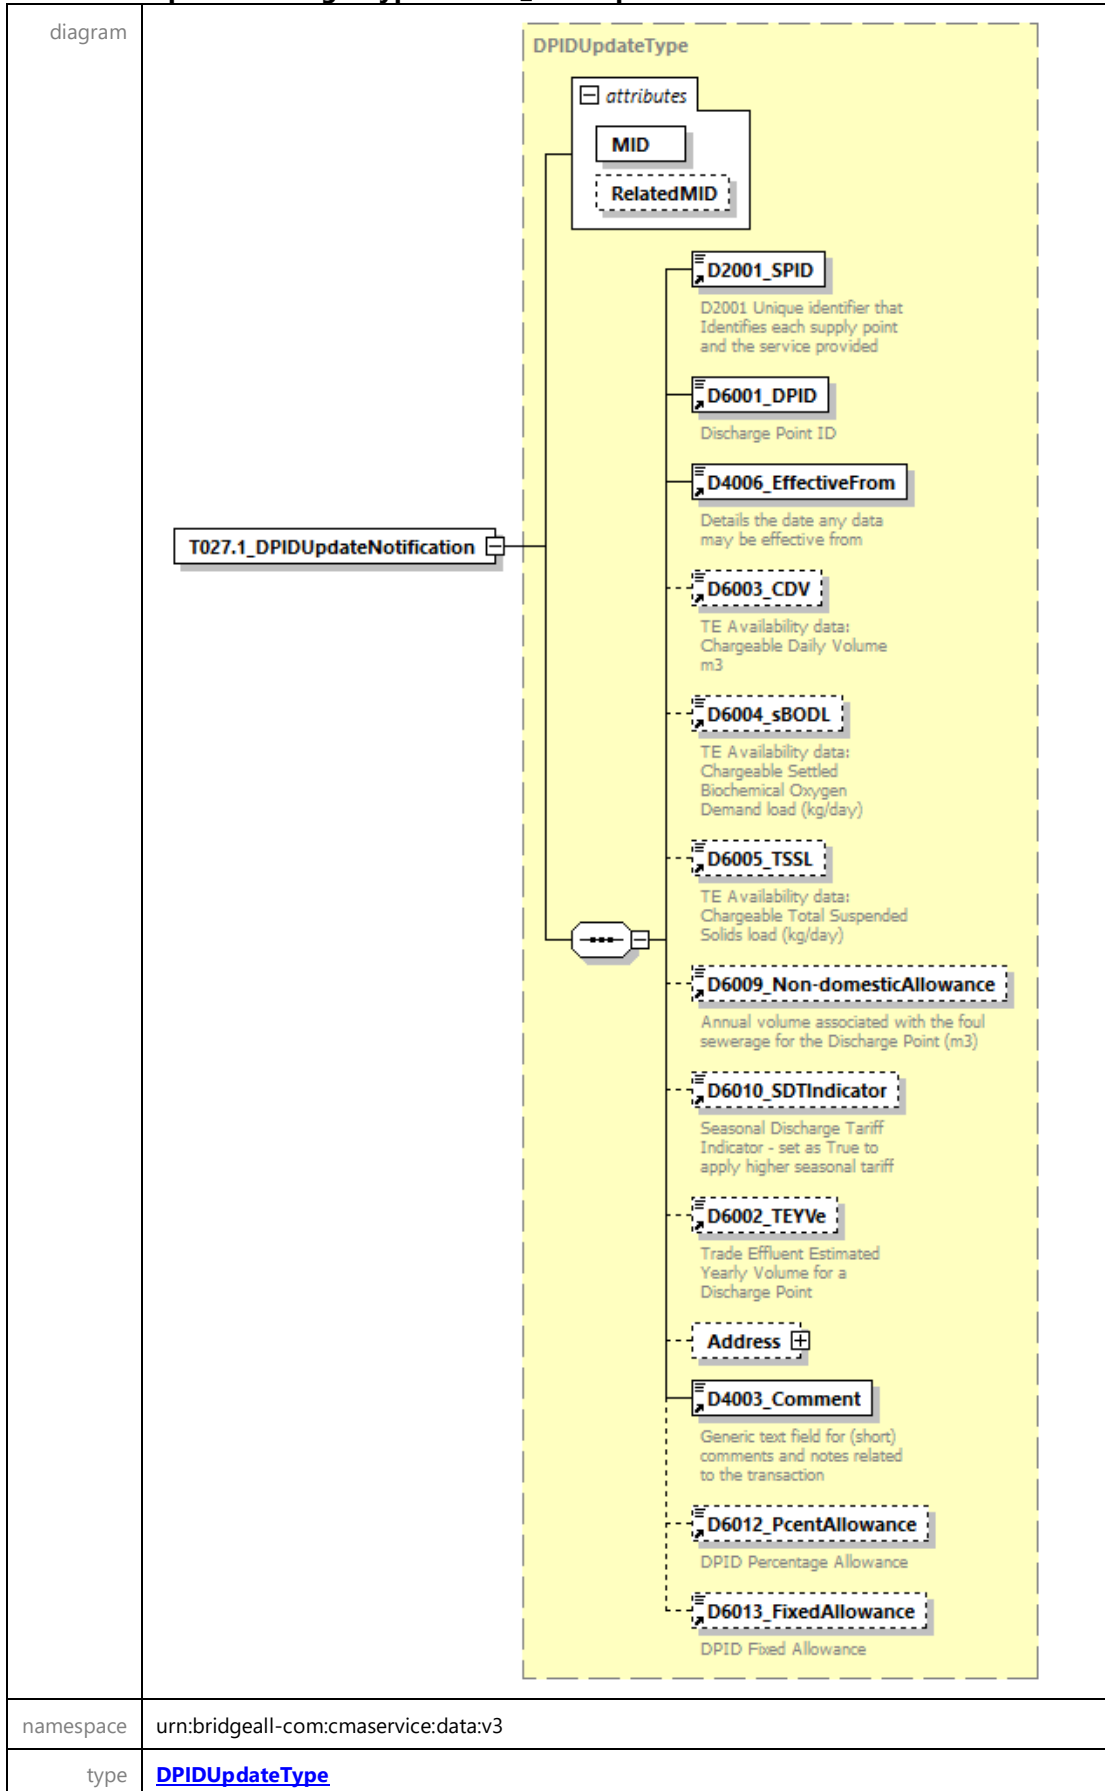 diagram
DPIDUpdateType
attributes
MID
RelatedMID
D2001_SPID
D2001 Unique identifier that
Identifies each supply point
and the service provided
D6001_DPID
Discharge Point ID
D4006_EffectiveFrom
Details the date any data
may be effective from
T027.1_DPIDUpdateNotification
D6003_CDV
TE Availability data:
Chargeable Daily Volume
m3
D6004_sBODL
TE Availability data:
Chargeable Settled
Biochemical Oxygen
Demand load (kg/day)
D6005_TSSL
TE Availability data:
Chargeable Total Suspended
Solids load (kg/day)
D6009_Non-domesticAllowance
Annual volume associated with the foul
sewerage for the Discharge Point (m3)
D6010_SDTIndicator
Seasonal Discharge Tariff
Indicator - set as True to
apply higher seasonal tariff
D6002_TEYVe
Trade Effluent Estimated
Yearly Volume for a
Discharge Point
Address
D4003_Comment
Generic text field for (short)
comments and notes related
to the transaction
D6012_PcentAllowance
DPID Percentage Allowance
D6013_FixedAllowance
DPID Fixed Allowance
namespace urn:bridgeall-com:cmaservice:data:v3
type DPIDUpdateType